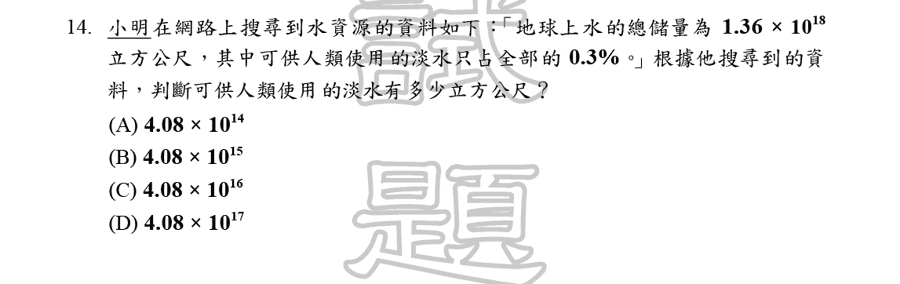 14. 小明在網路上搜尋到水資源的資料如下：「地球上水的總儲量為 1.36 × 10¹⁸
立方公尺，其中可供人類使用的淡水只占全部的 0.3%。」根據他搜尋到的資
料，判斷可供人類使用的淡水有多少立方公尺？
(A) 4.08 × 10¹⁴
(B) 4.08 × 10¹⁵
(C) 4.08 × 10¹⁶
(D) 4.08 × 10¹⁷
試
題